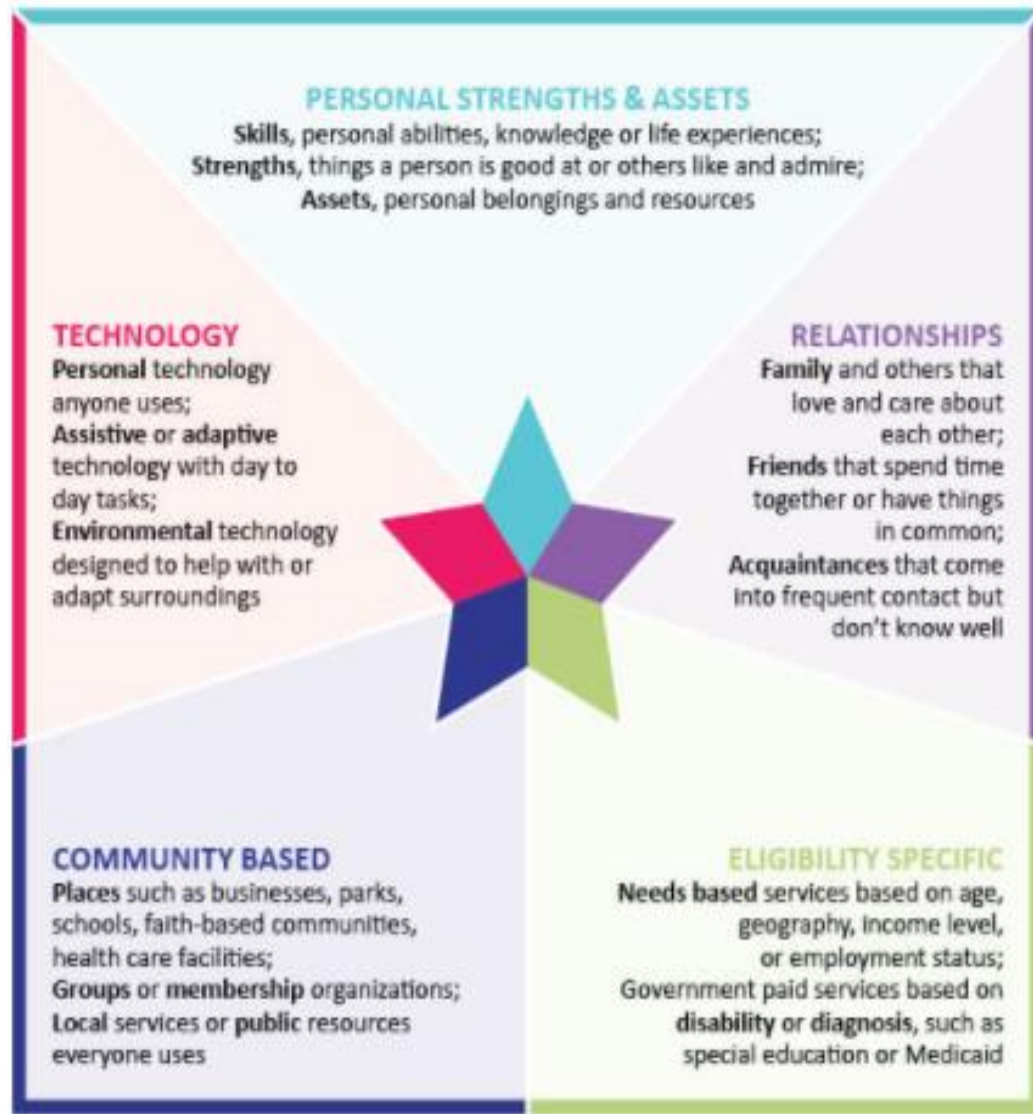 PERSONAL STRENGTHS & ASSETS
Skills, personal abilities, knowledge or life experiences;
Strengths, things a person is good at or others like and admire;
Assets, personal belongings and resources
TECHNOLOGY
Personal technology
anyone uses;
Assistive or adaptive
technology with day to
day tasks;
Environmental technology
designed to help with or
adapt surroundings
RELATIONSHIPS
Family and others that
love and care about
each other;
Friends that spend time
together or have things
in common;
Acquaintances that come
into frequent contact but
don't know well
COMMUNITY BASED
Places such as businesses, parks,
schools, faith-based communities,
health care facilities;
Groups or membership organizations;
Local services or public resources
everyone uses
ELIGIBILITY SPECIFIC
Needs based services based on age,
geography, income level,
or employment status;
Government paid services based on
disability or diagnosis, such as
special education or Medicaid